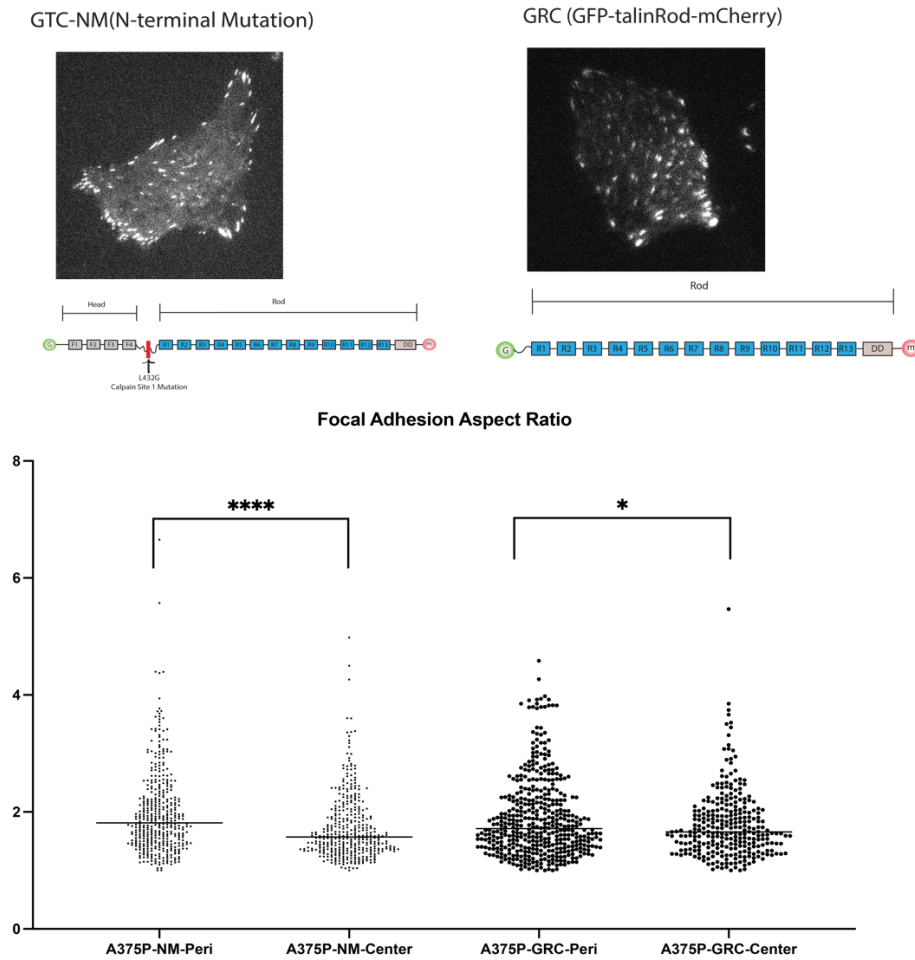 GTC-NM(N-terminal Mutation)
GRC (GFP-talinRod-mCherry)
Head
Rod
G F1 F2 F3 F4 R1 R2 R3 R4 R5 R6 R7 R8 R9 R10 R11 R12 R13 DD m
L432G
Calpain Site 1 Mutation
Rod
G R1 R2 R3 R4 R5 R6 R7 R8 R9 R10 R11 R12 R13 DD m
Focal Adhesion Aspect Ratio
8
**** *
6
4
2
0
A375P-NM-Peri A375P-NM-Center A375P-GRC-Peri A375P-GRC-Center